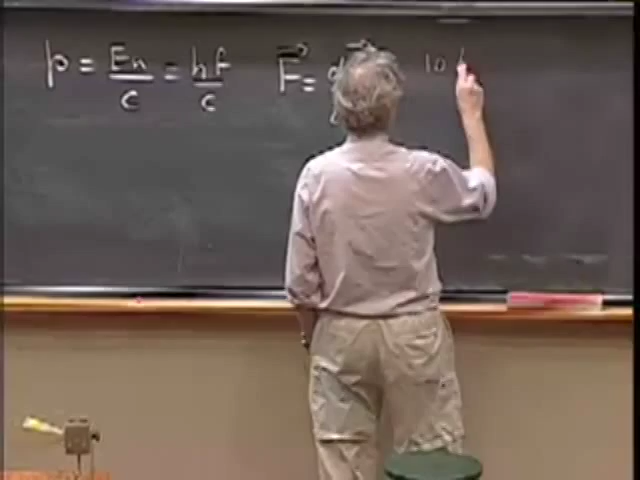 p = En/c = hf/c F = d 10